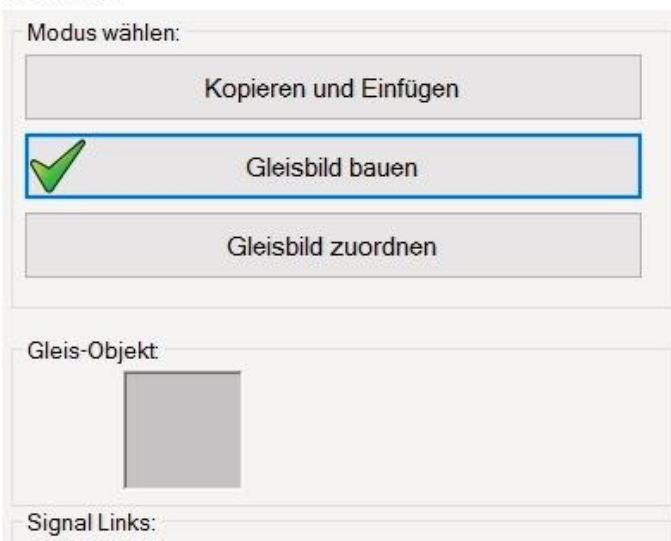 Modus wählen:
Kopieren und Einfügen
Gleisbild bauen
Gleisbild zuordnen
Gleis-Objekt:
Signal Links: